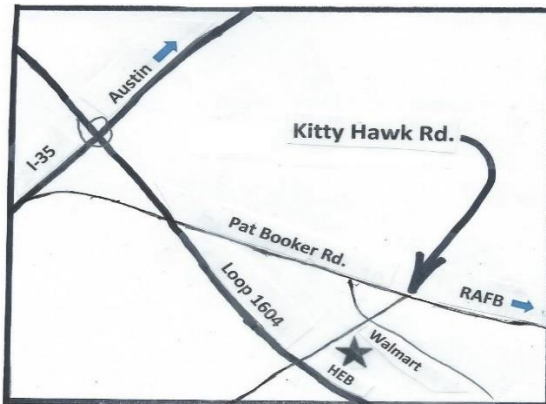 Austin
I-35
Kitty Hawk Rd.
Pat Booker Rd.
RAFB
Loop 1604
Walmart
HEB